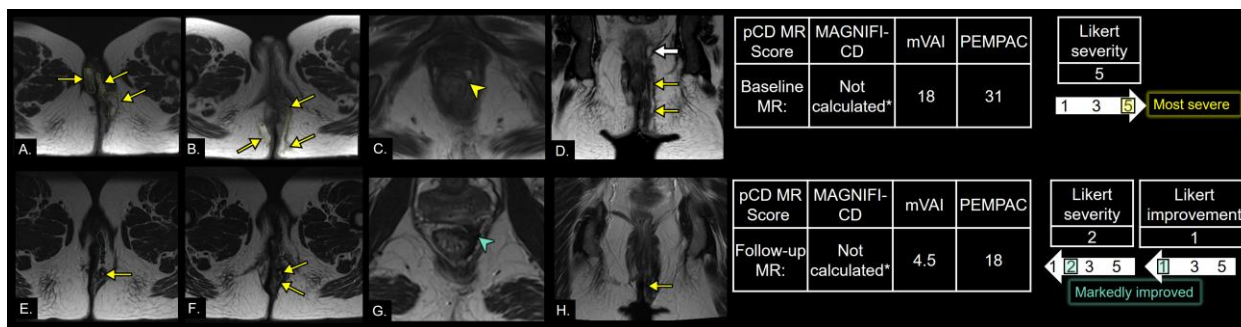 A.
B.
C.
D.
pCD MR Score
MAGNIFI-CD
mVAI
PEMPAC
Baseline MR:
Not calculated*
18
31
Likert severity
5
1 3 5
Most severe
E.
F.
G.
H.
pCD MR Score
MAGNIFI-CD
mVAI
PEMPAC
Follow-up MR:
Not calculated*
4.5
18
Likert severity
2
1 2 3 5
Likert improvement
1
1 3 5
Markedly improved